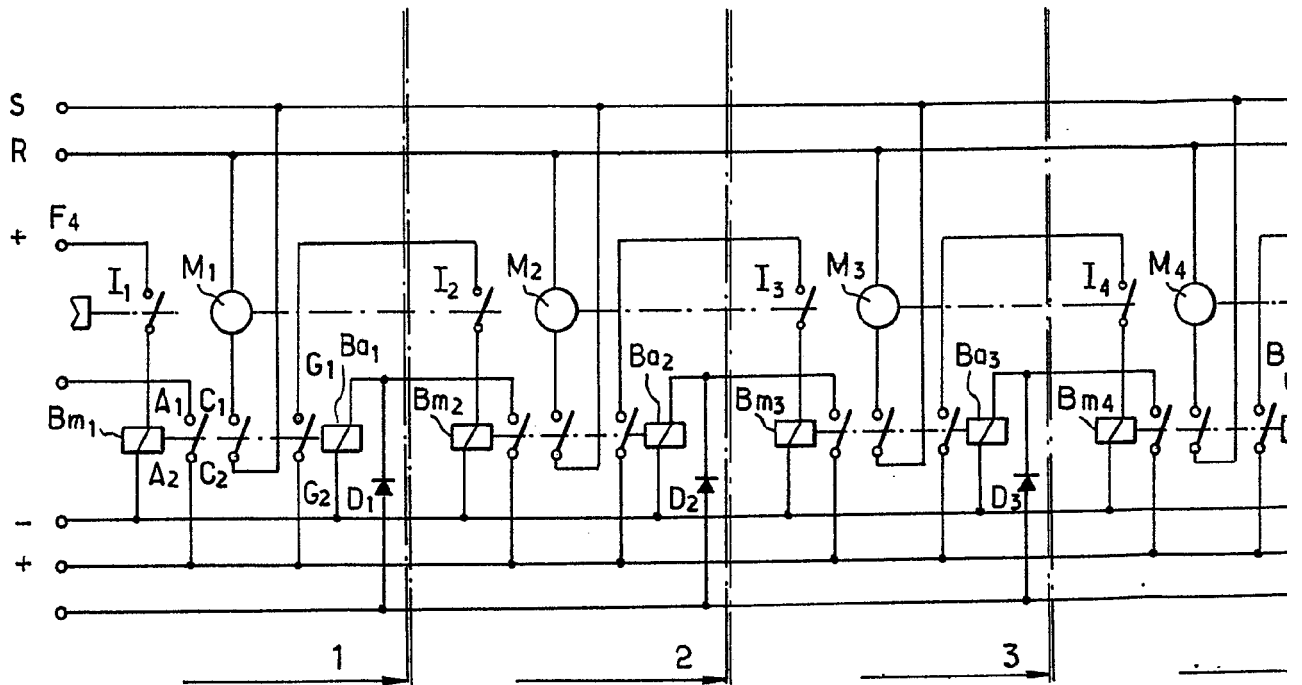 S
R
F4
+
I1
M1
I2
M2
I3
M3
I4
M4
G1
Ba1
Ba2
Ba3
A1
C1
Bm1
Bm2
Bm3
Bm4
A2
C2
G2
D1
D2
D3
-
+
1
2
3